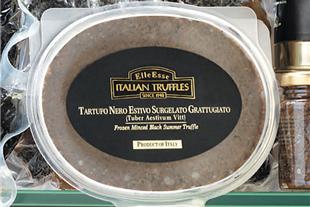 ElleEsse
ITALIAN TRUFFLES
SINCE 1940
TARTUFO NERO ESTIVO SURGELATO GRATTUGIATO
(Tuber Aestivum Vitt)
Frozen Minced Black Summer Truffle
PRODUCT OF ITALY